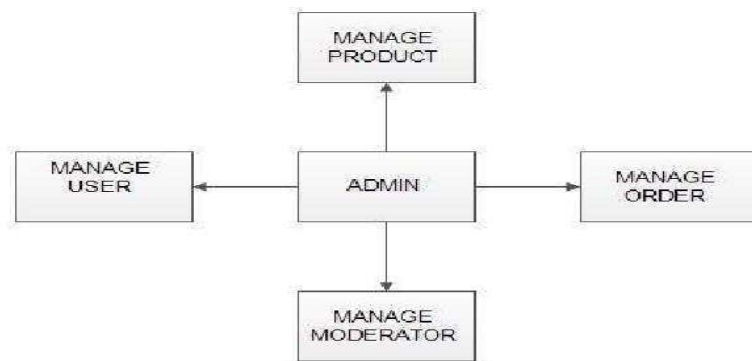 MANAGE
PRODUCT
MANAGE
USER
ADMIN
MANAGE
ORDER
MANAGE
MODERATOR